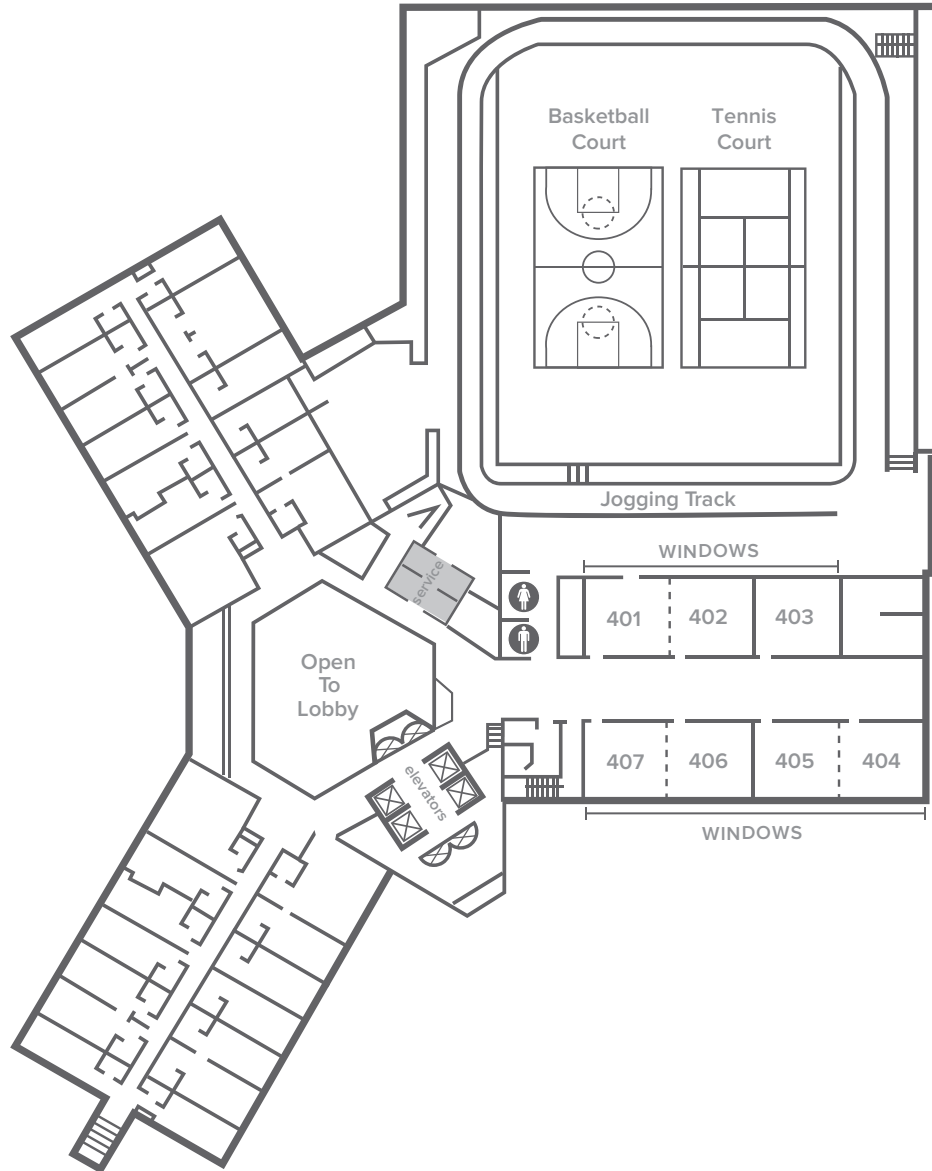 Basketball
Court
Tennis
Court
Jogging Track
WINDOWS
service
401
402
403
Open
To
Lobby
elevators
407
406
405
404
WINDOWS